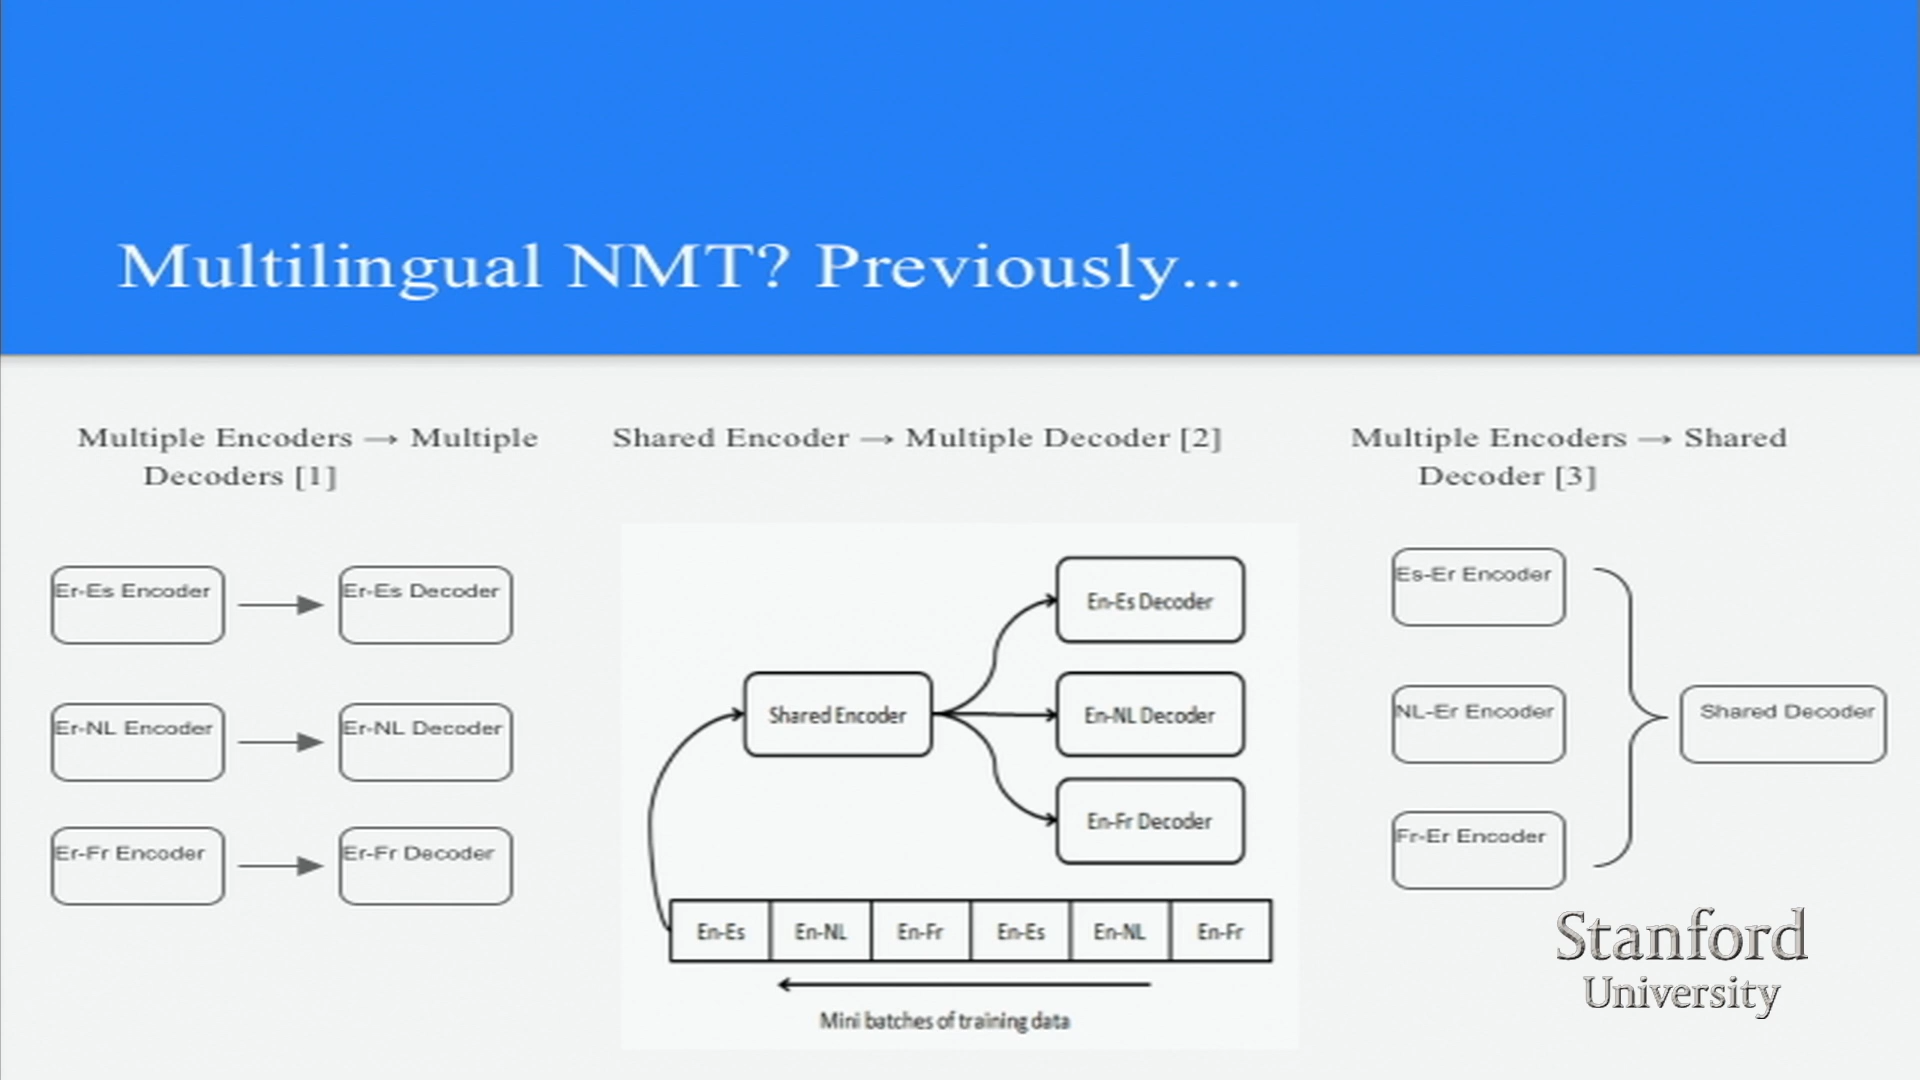 Multilingual NMT? Previously...
Multiple Encoders → Multiple
Decoders [1]
Er-Es Encoder
Er-Es Decoder
Er-NL Encoder
Er-NL Decoder
Er-Fr Encoder
Er-Fr Decoder
Shared Encoder → Multiple Decoder [2]
Shared Encoder
En-Es Decoder
En-NL Decoder
En-Fr Decoder
En-Es En-NL En-Fr En-Es En-NL En-Fr
Mini batches of training data
Multiple Encoders → Shared
Decoder [3]
Es-Er Encoder
NL-Er Encoder
Fr-Er Encoder
Shared Decoder
Stanford
University